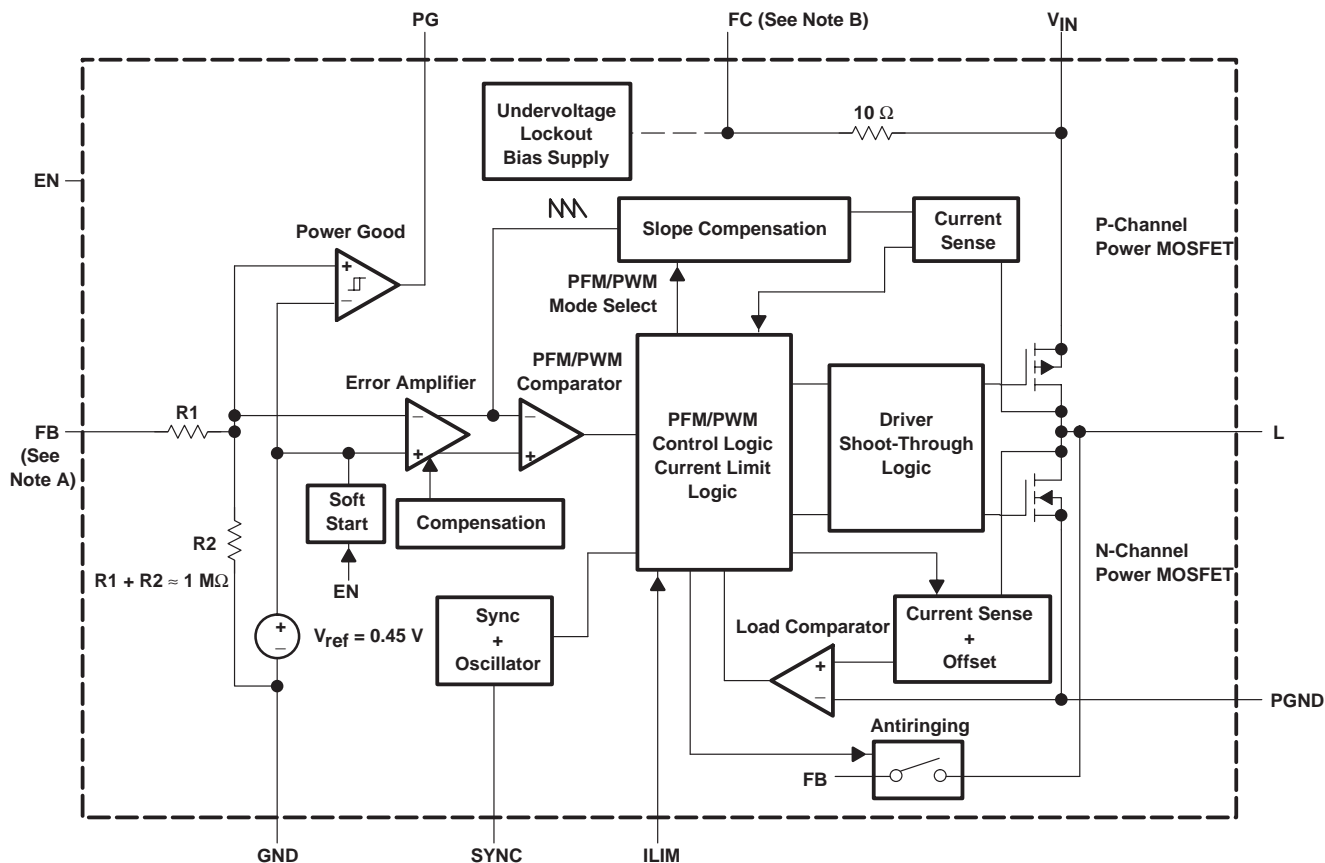 PG
FC (See Note B)
VIN
Undervoltage
Lockout
Bias Supply
10 Ω
EN
Slope Compensation
Current
Sense
P-Channel
Power MOSFET
Power Good
+
−
PFM/PWM
Mode Select
PFM/PWM
Comparator
Error Amplifier
R1
FB
(See
Note A)
−
+
−
+
PFM/PWM
Control Logic
Current Limit
Logic
Driver
Shoot-Through
Logic
L
Soft
Start
Compensation
R2
R1 + R2 ≈ 1 MΩ
EN
N-Channel
Power MOSFET
+
−
Vref = 0.45 V
Sync
+
Oscillator
Load Comparator
Current Sense
+
Offset
+
−
PGND
Antiringing
FB
GND
SYNC
ILIM